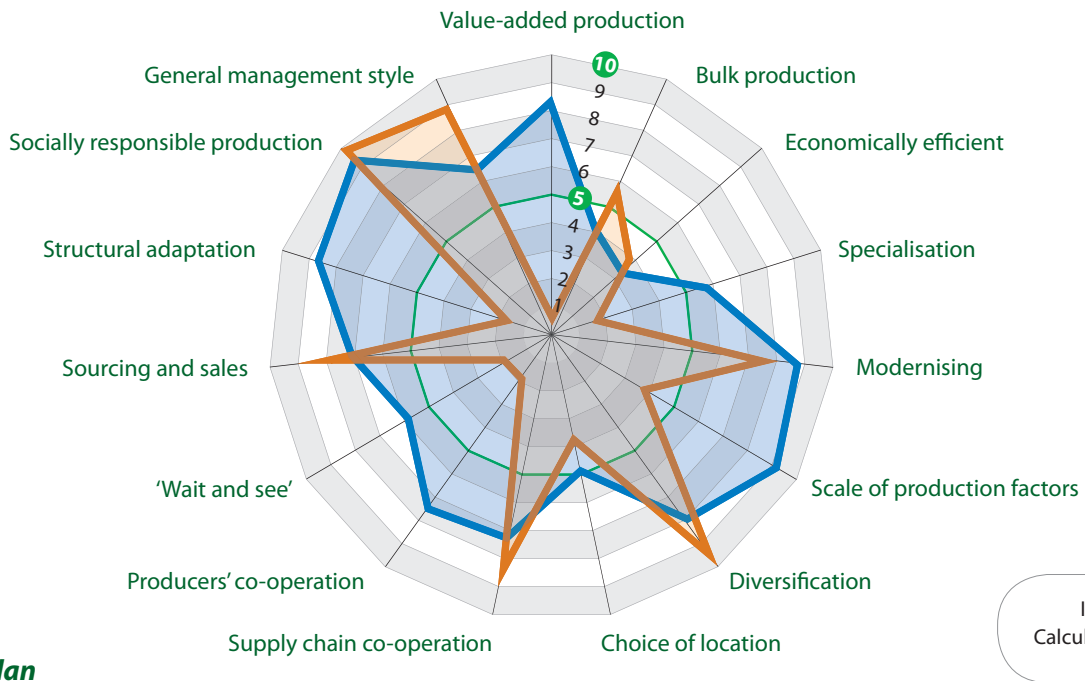 Value-added production
General management style
10
Bulk production
9
8
Socially responsible production
7
Economically efficient
6
5
4
Structural adaptation
3
Specialisation
2
1
Sourcing and sales
Modernising
'Wait and see'
Scale of production factors
Producers' co-operation
Diversification
Supply chain co-operation
Choice of location
Calcul